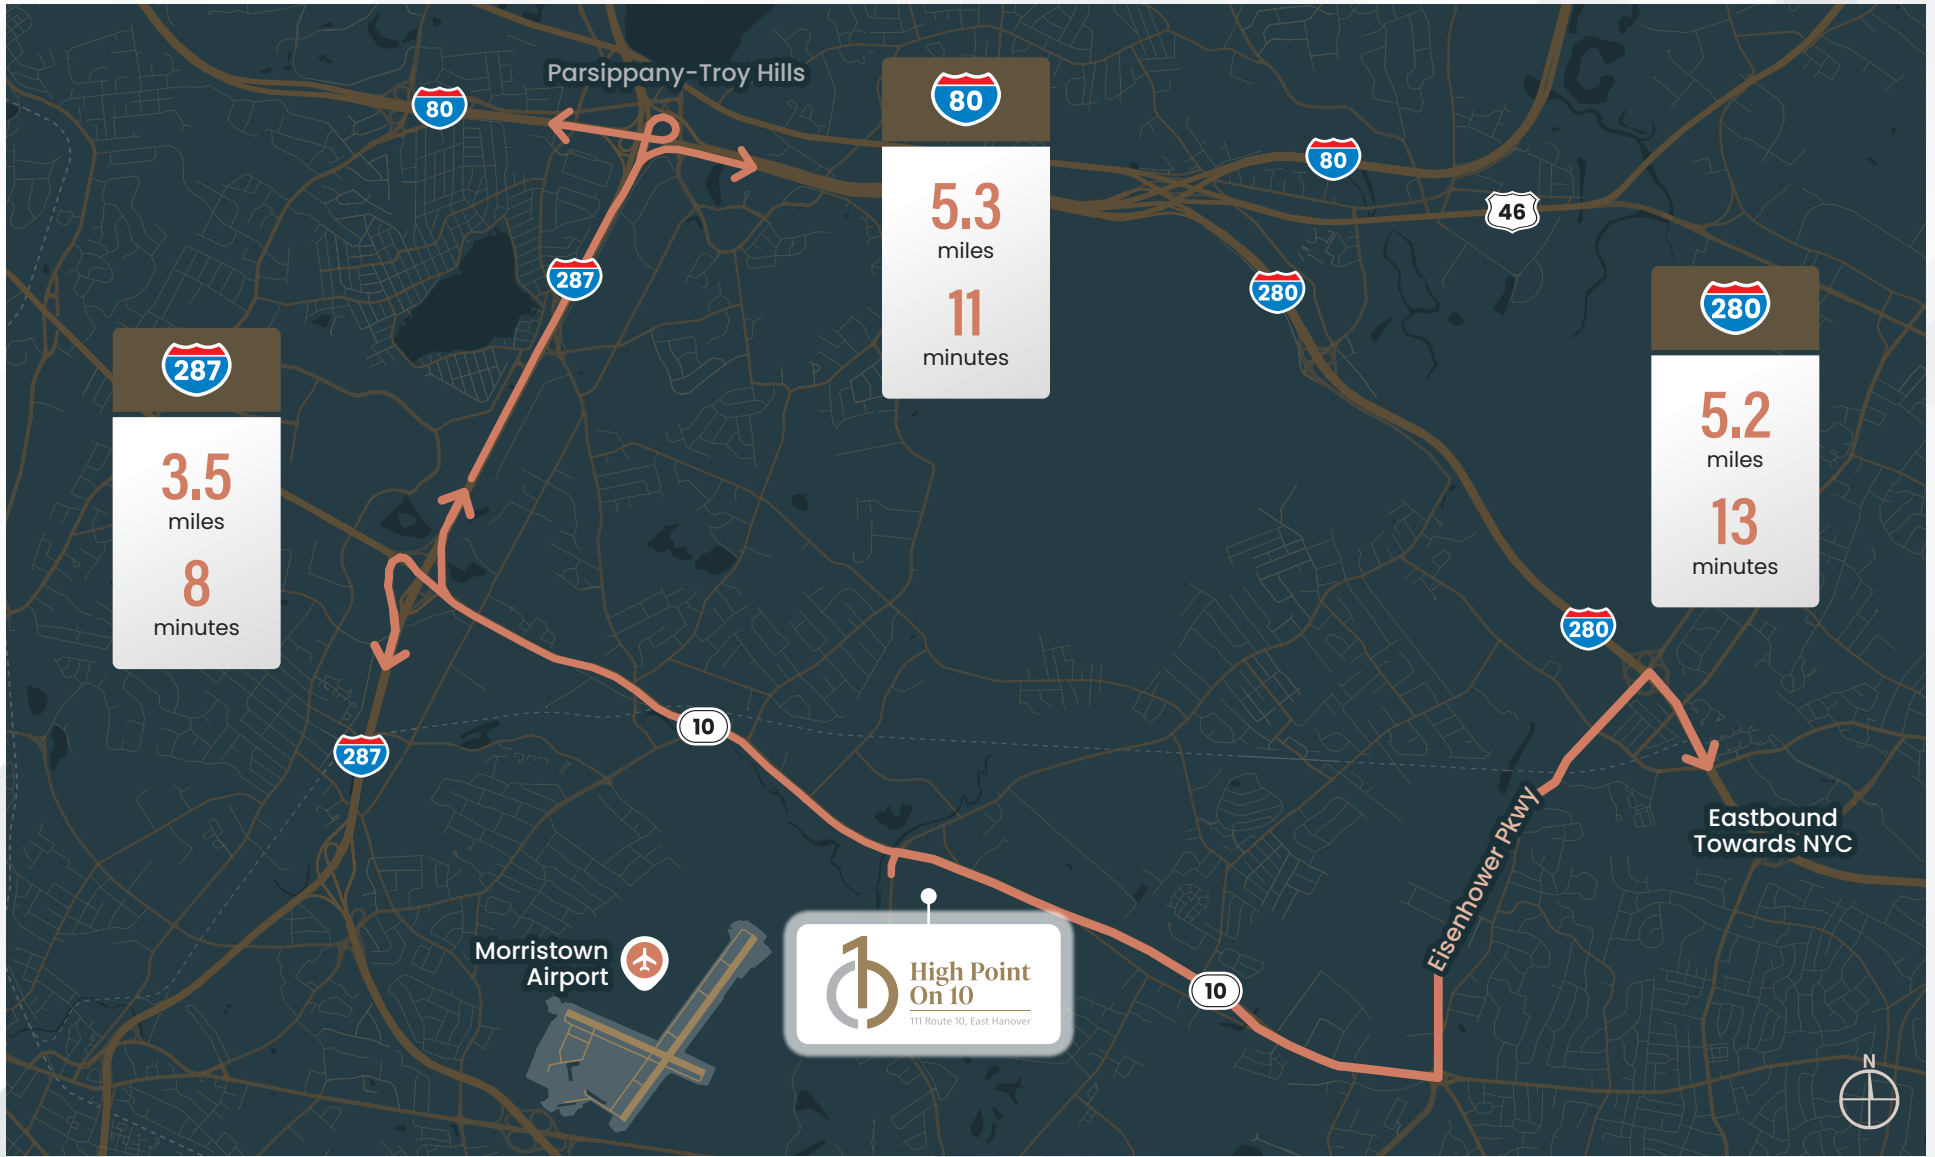 Parsippany-Troy Hills
80
80
5.3
miles
11
minutes
80
46
287
280
280
5.2
miles
13
minutes
287
3.5
miles
8
minutes
280
10
287
Eisenhower Pkwy
Eastbound
Towards NYC
Morristown
Airport
10
High Point
On 10
111 Route 10, East Hanover
10
N